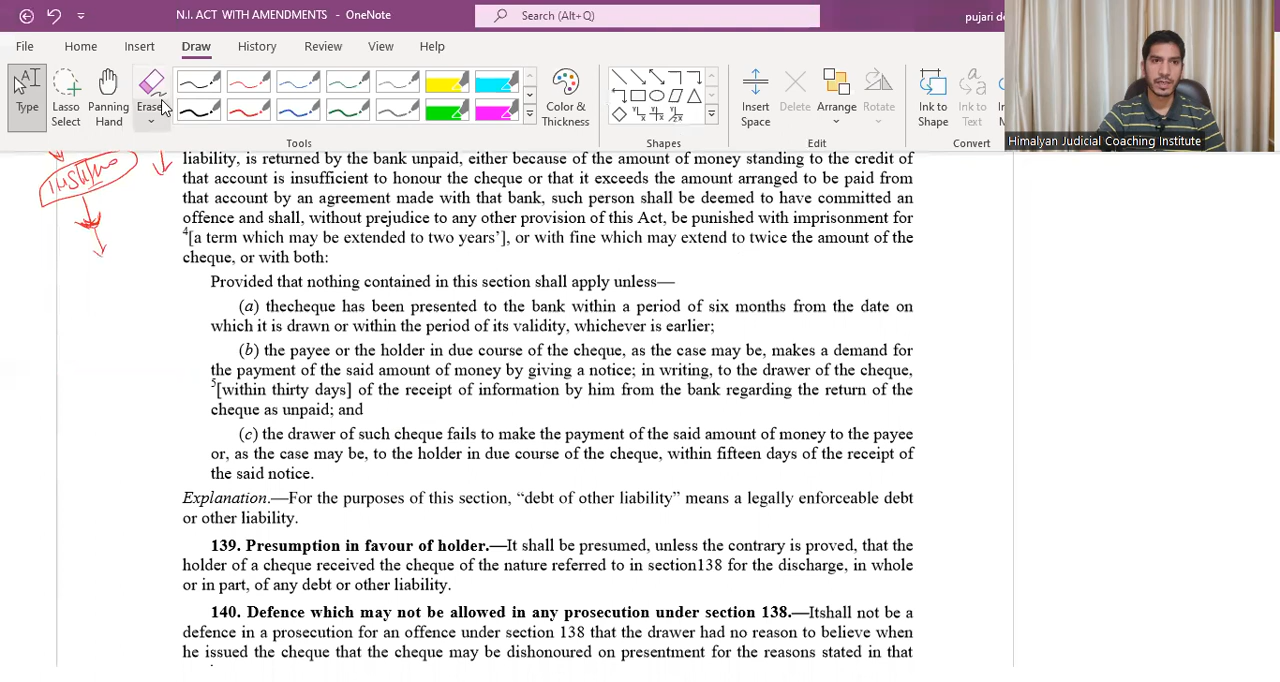 N.I. ACT WITH AMENDMENTS - OneNote
Search (Alt+Q)
pujari de
File Home Insert Draw History Review View Help
Type
Lasso Select
Panning Hand
Eraser
Color & Thickness
Insert Space
Delete
Arrange
Rotate
Ink to Shape
Ink to Text
Tools
Shapes
Edit
Convert
Himalyan Judicial Coaching Institute
liability, is returned by the bank unpaid, either because of the amount of money standing to the credit of
that account is insufficient to honour the cheque or that it exceeds the amount arranged to be paid from
that account by an agreement made with that bank, such person shall be deemed to have committed an
offence and shall, without prejudice to any other provision of this Act, be punished with imprisonment for
4[a term which may be extended to two years’], or with fine which may extend to twice the amount of the
cheque, or with both:
Provided that nothing contained in this section shall apply unless—
(a) thecheque has been presented to the bank within a period of six months from the date on
which it is drawn or within the period of its validity, whichever is earlier;
(b) the payee or the holder in due course of the cheque, as the case may be, makes a demand for
the payment of the said amount of money by giving a notice; in writing, to the drawer of the cheque,
5[within thirty days] of the receipt of information by him from the bank regarding the return of the
cheque as unpaid; and
(c) the drawer of such cheque fails to make the payment of the said amount of money to the payee
or, as the case may be, to the holder in due course of the cheque, within fifteen days of the receipt of
the said notice.
Explanation.—For the purposes of this section, “debt of other liability” means a legally enforceable debt
or other liability.
139. Presumption in favour of holder.—It shall be presumed, unless the contrary is proved, that the
holder of a cheque received the cheque of the nature referred to in section138 for the discharge, in whole
or in part, of any debt or other liability.
140. Defence which may not be allowed in any prosecution under section 138.—Itshall not be a
defence in a prosecution for an offence under section 138 that the drawer had no reason to believe when
he issued the cheque that the cheque may be dishonoured on presentment for the reasons stated in that